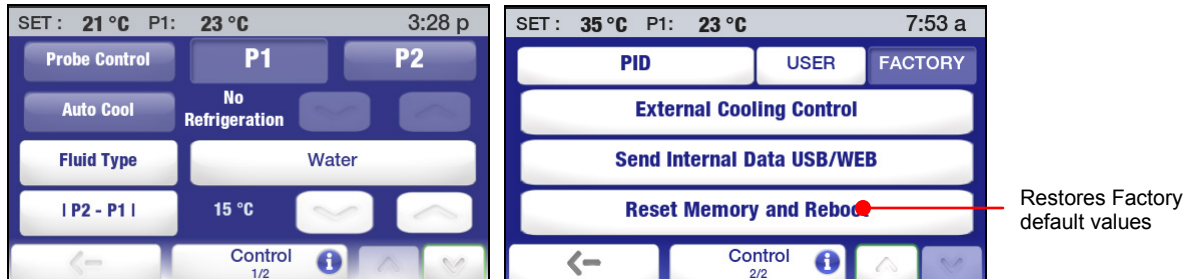 SET : 21 °C P1: 23 °C 3:28 p
Probe Control P1 P2
Auto Cool No Refrigeration
Fluid Type Water
I P2 - P1 I 15 °C
Control
1/2
SET : 35 °C P1: 23 °C 7:53 a
PID USER FACTORY
External Cooling Control
Send Internal Data USB/WEB
Reset Memory and Reboot
Control
2/2
Restores Factory
default values